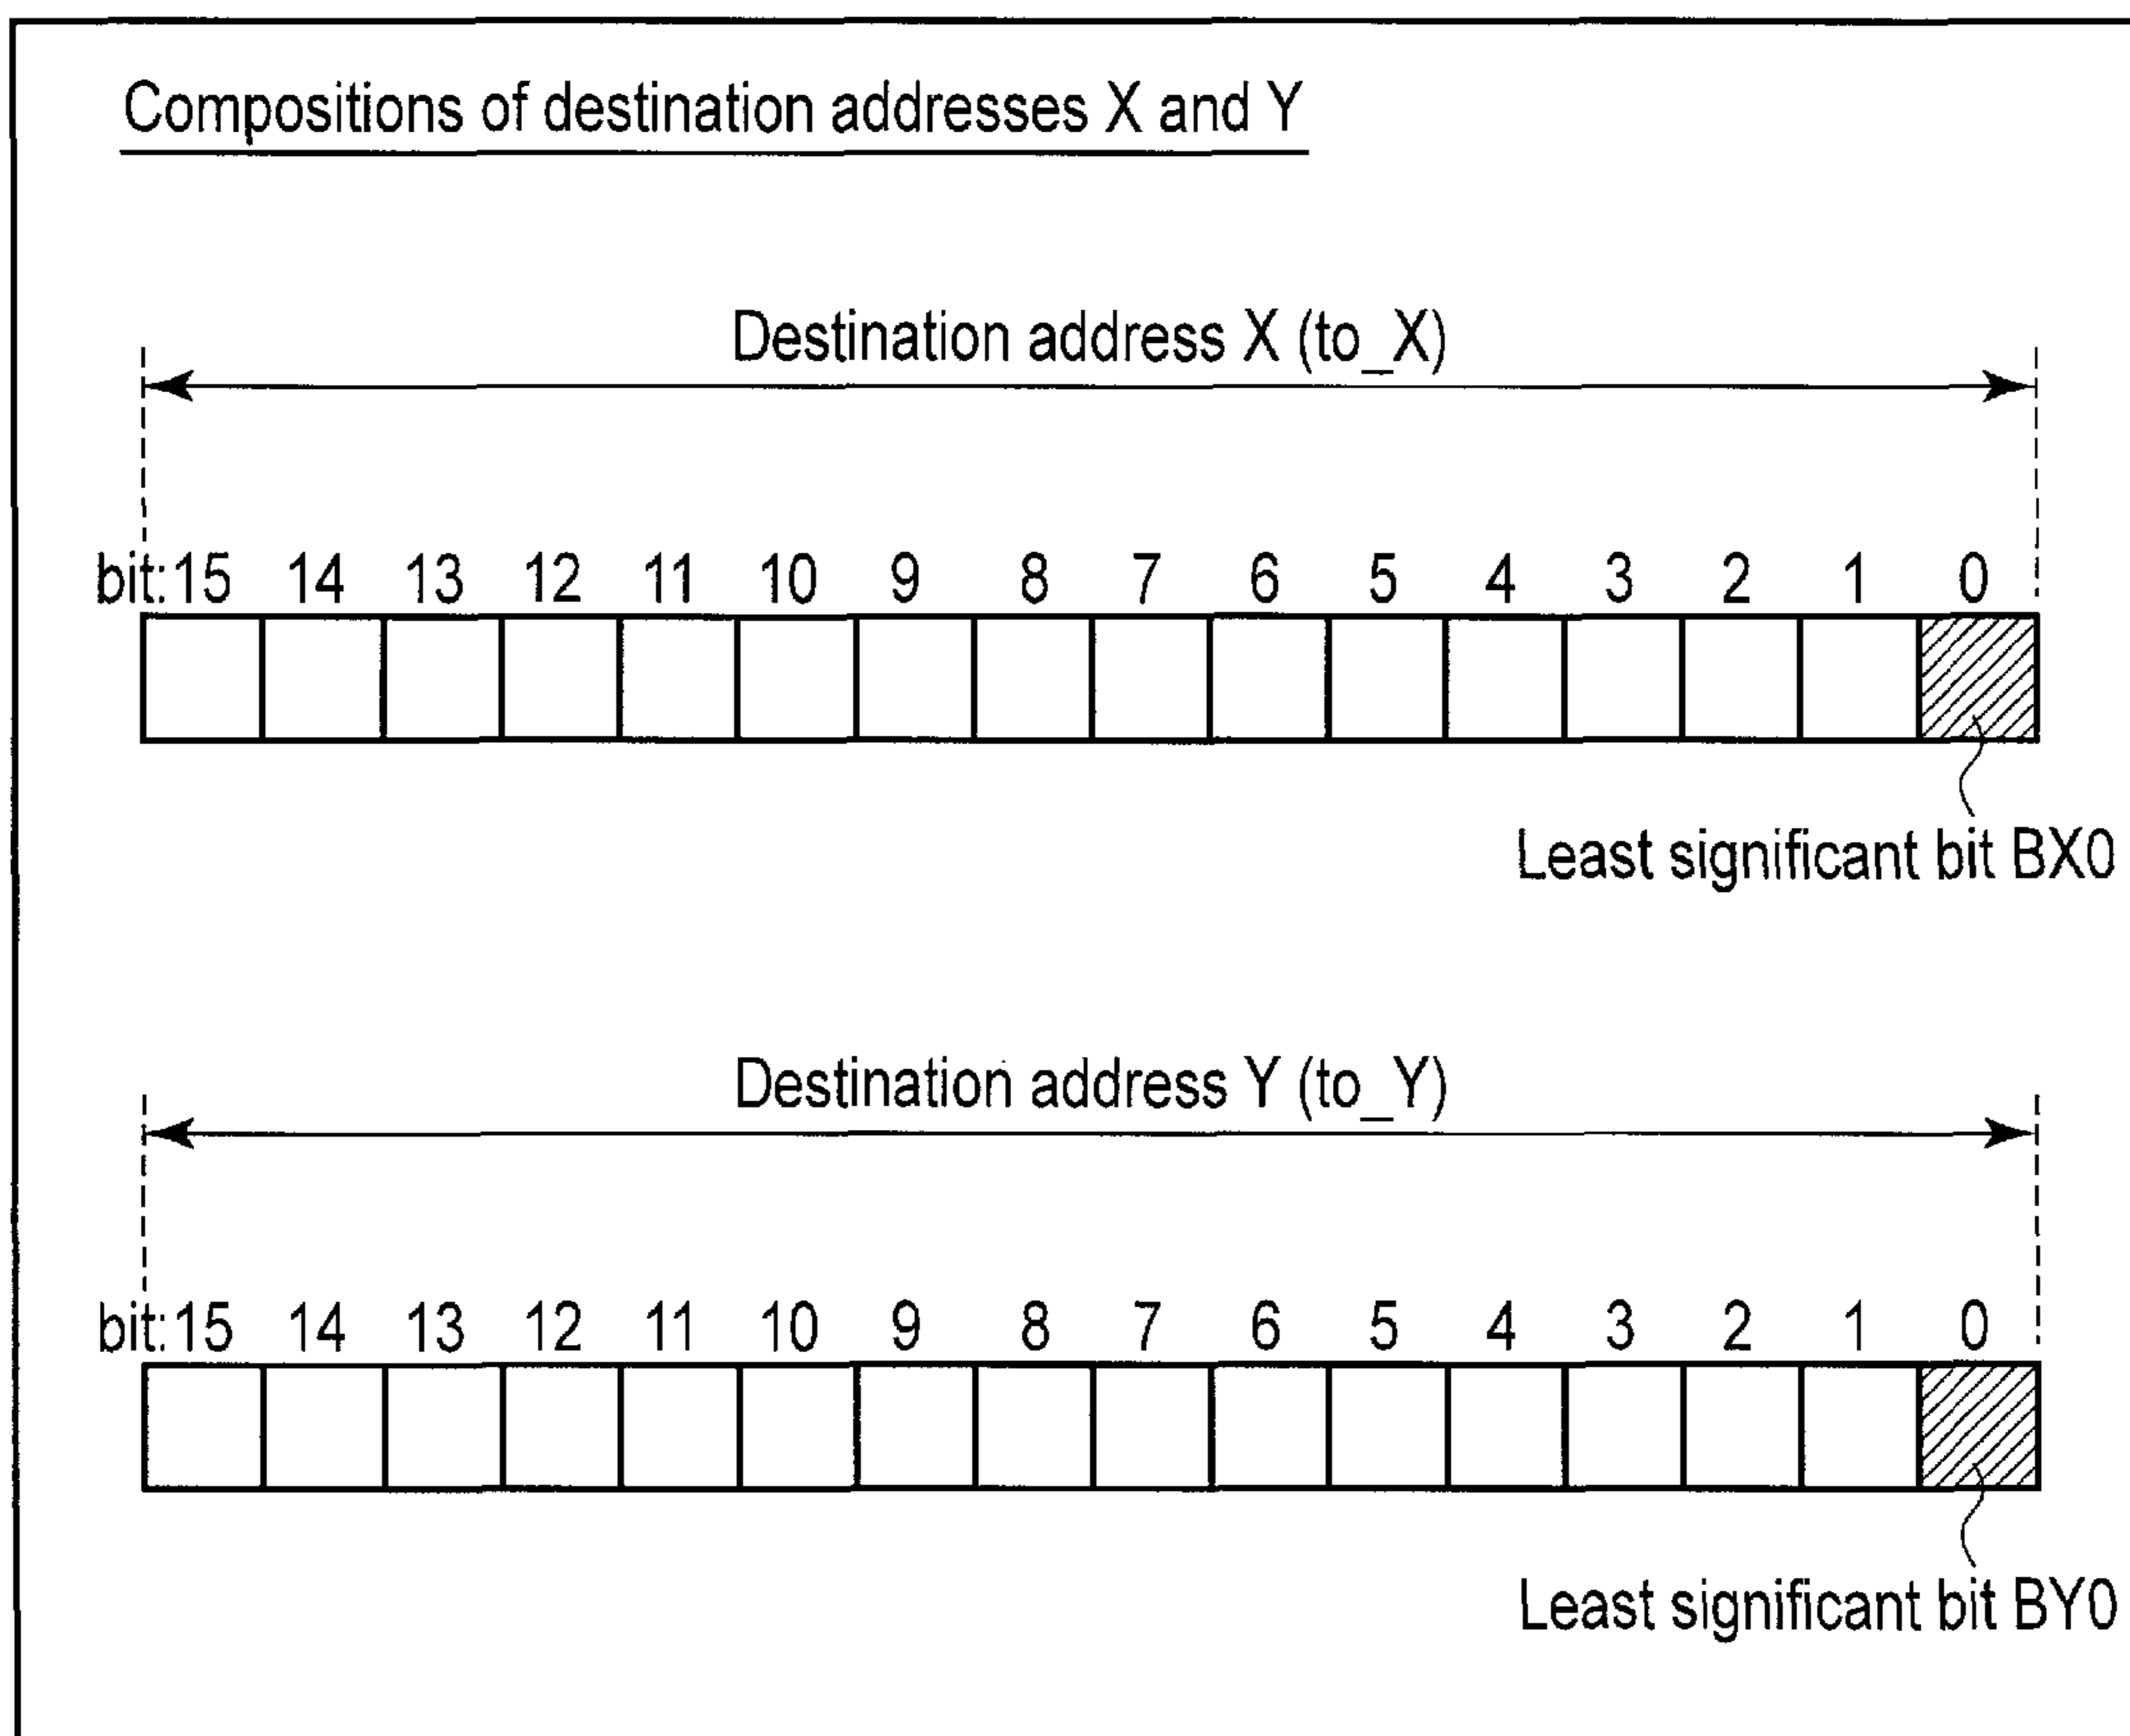 Compositions of destination addresses X and Y
Destination address X (to_X)
bit: 15 14 13 12 11 10 9 8 7 6 5 4 3 2 1 0
Least significant bit BX0
Destination address Y (to_Y)
bit: 15 14 13 12 11 10 9 8 7 6 5 4 3 2 1 0
Least significant bit BY0